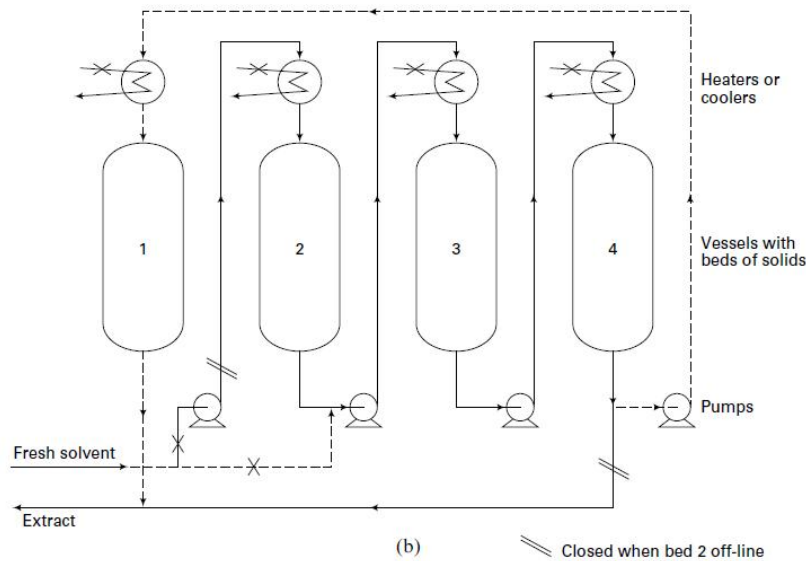 Heaters or
coolers
1
2
3
4
Vessels with
beds of solids
Pumps
Fresh solvent
Extract
(b)
Closed when bed 2 off-line